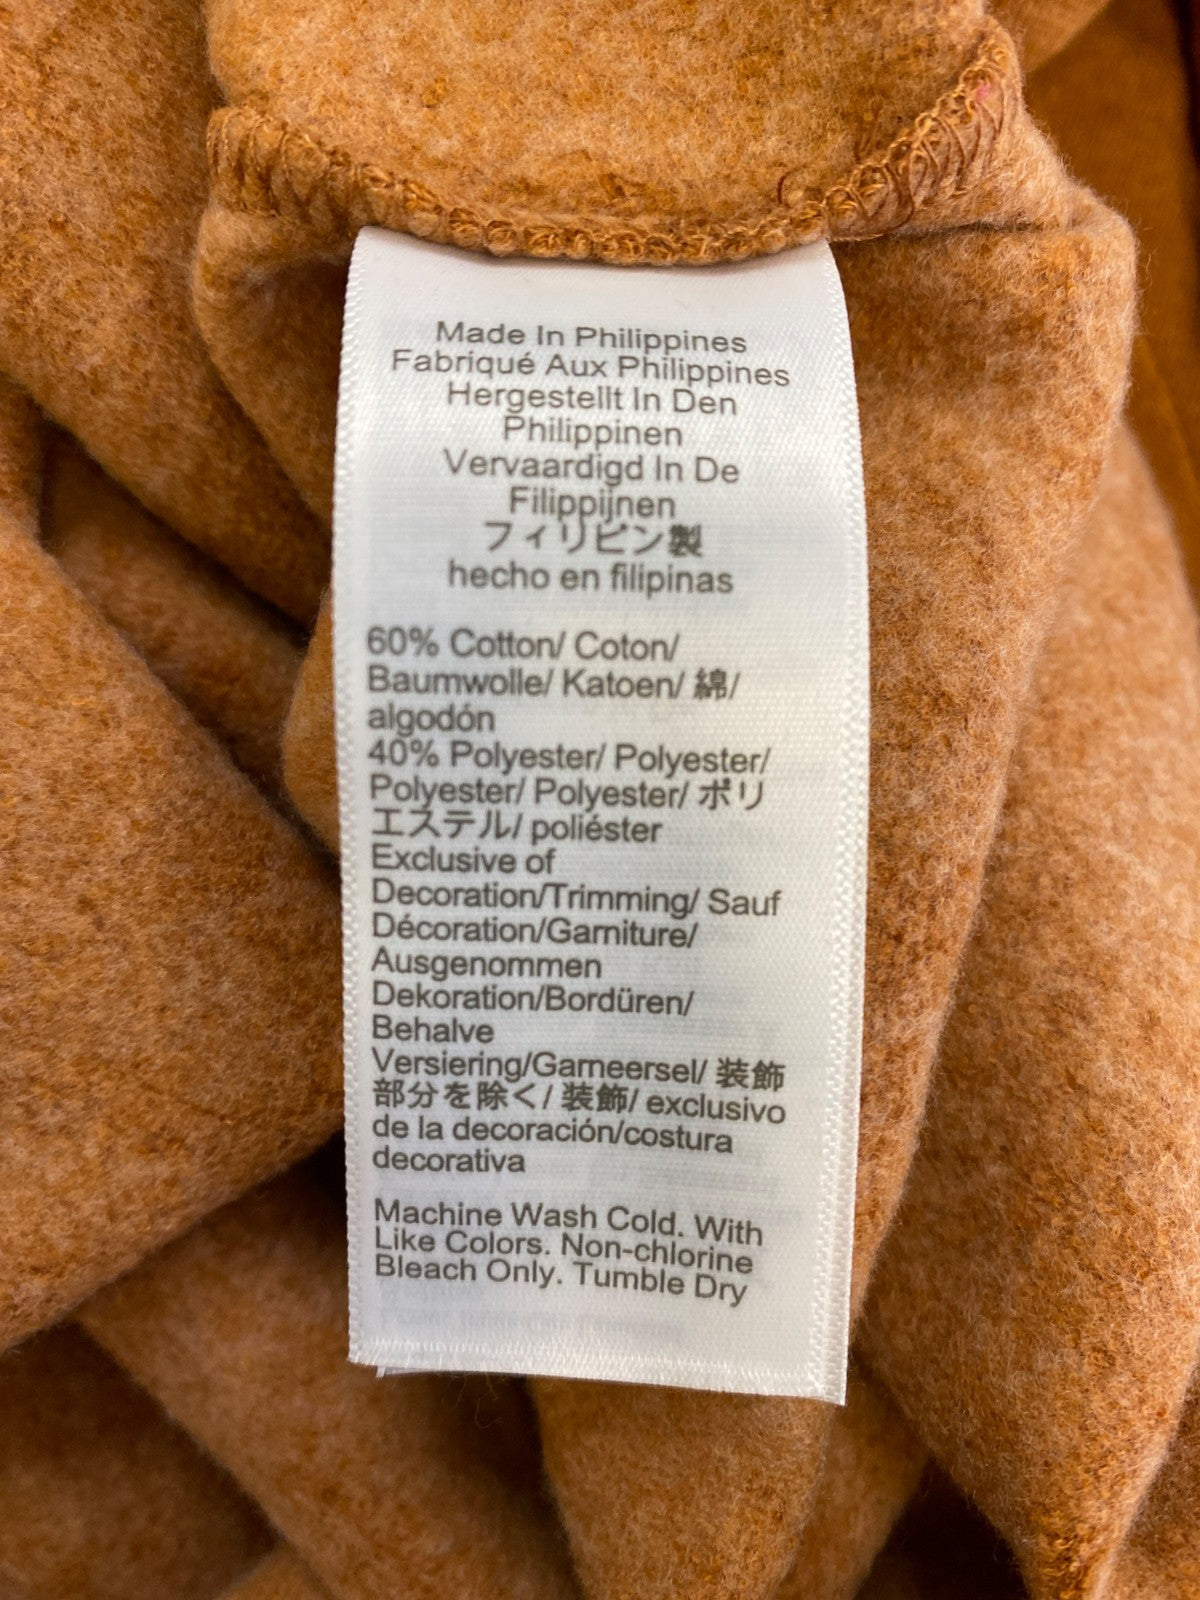 Made In Philippines
Fabriqué Aux Philippines
Hergestellt In Den
Philippinen
Vervaardigd In De
Filippijnen
フィリピン製
hecho en filipinas
60% Cotton/ Coton/
Baumwolle/ Katoen/ 綿/
algodón
40% Polyester/ Polyester/
Polyester/ Polyester/ ポリ
エステル/ poliéster
Exclusive of
Decoration/Trimming/ Sauf
Décoration/Garniture/
Ausgenommen
Dekoration/Bordüren/
Behalve
Versiering/Garneersel/ 装飾
部分を除く/ 装飾/ exclusivo
de la decoración/costura
decorativa
Machine Wash Cold. With
Like Colors. Non-chlorine
Bleach Only. Tumble Dry